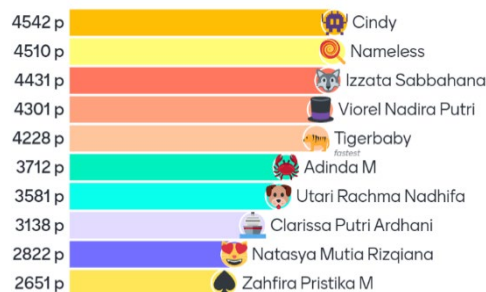 4542 p Cindy
4510 p Nameless
4431 p Izzata Sabbahana
4301 p Viorel Nadira Putri
4228 p Tigerbaby
fastest
3712 p Adinda M
3581 p Utari Rachma Nadhifa
3138 p Clarissa Putri Ardhani
2822 p Natasya Mutia Rizqiana
2651 p Zahfira Pristika M